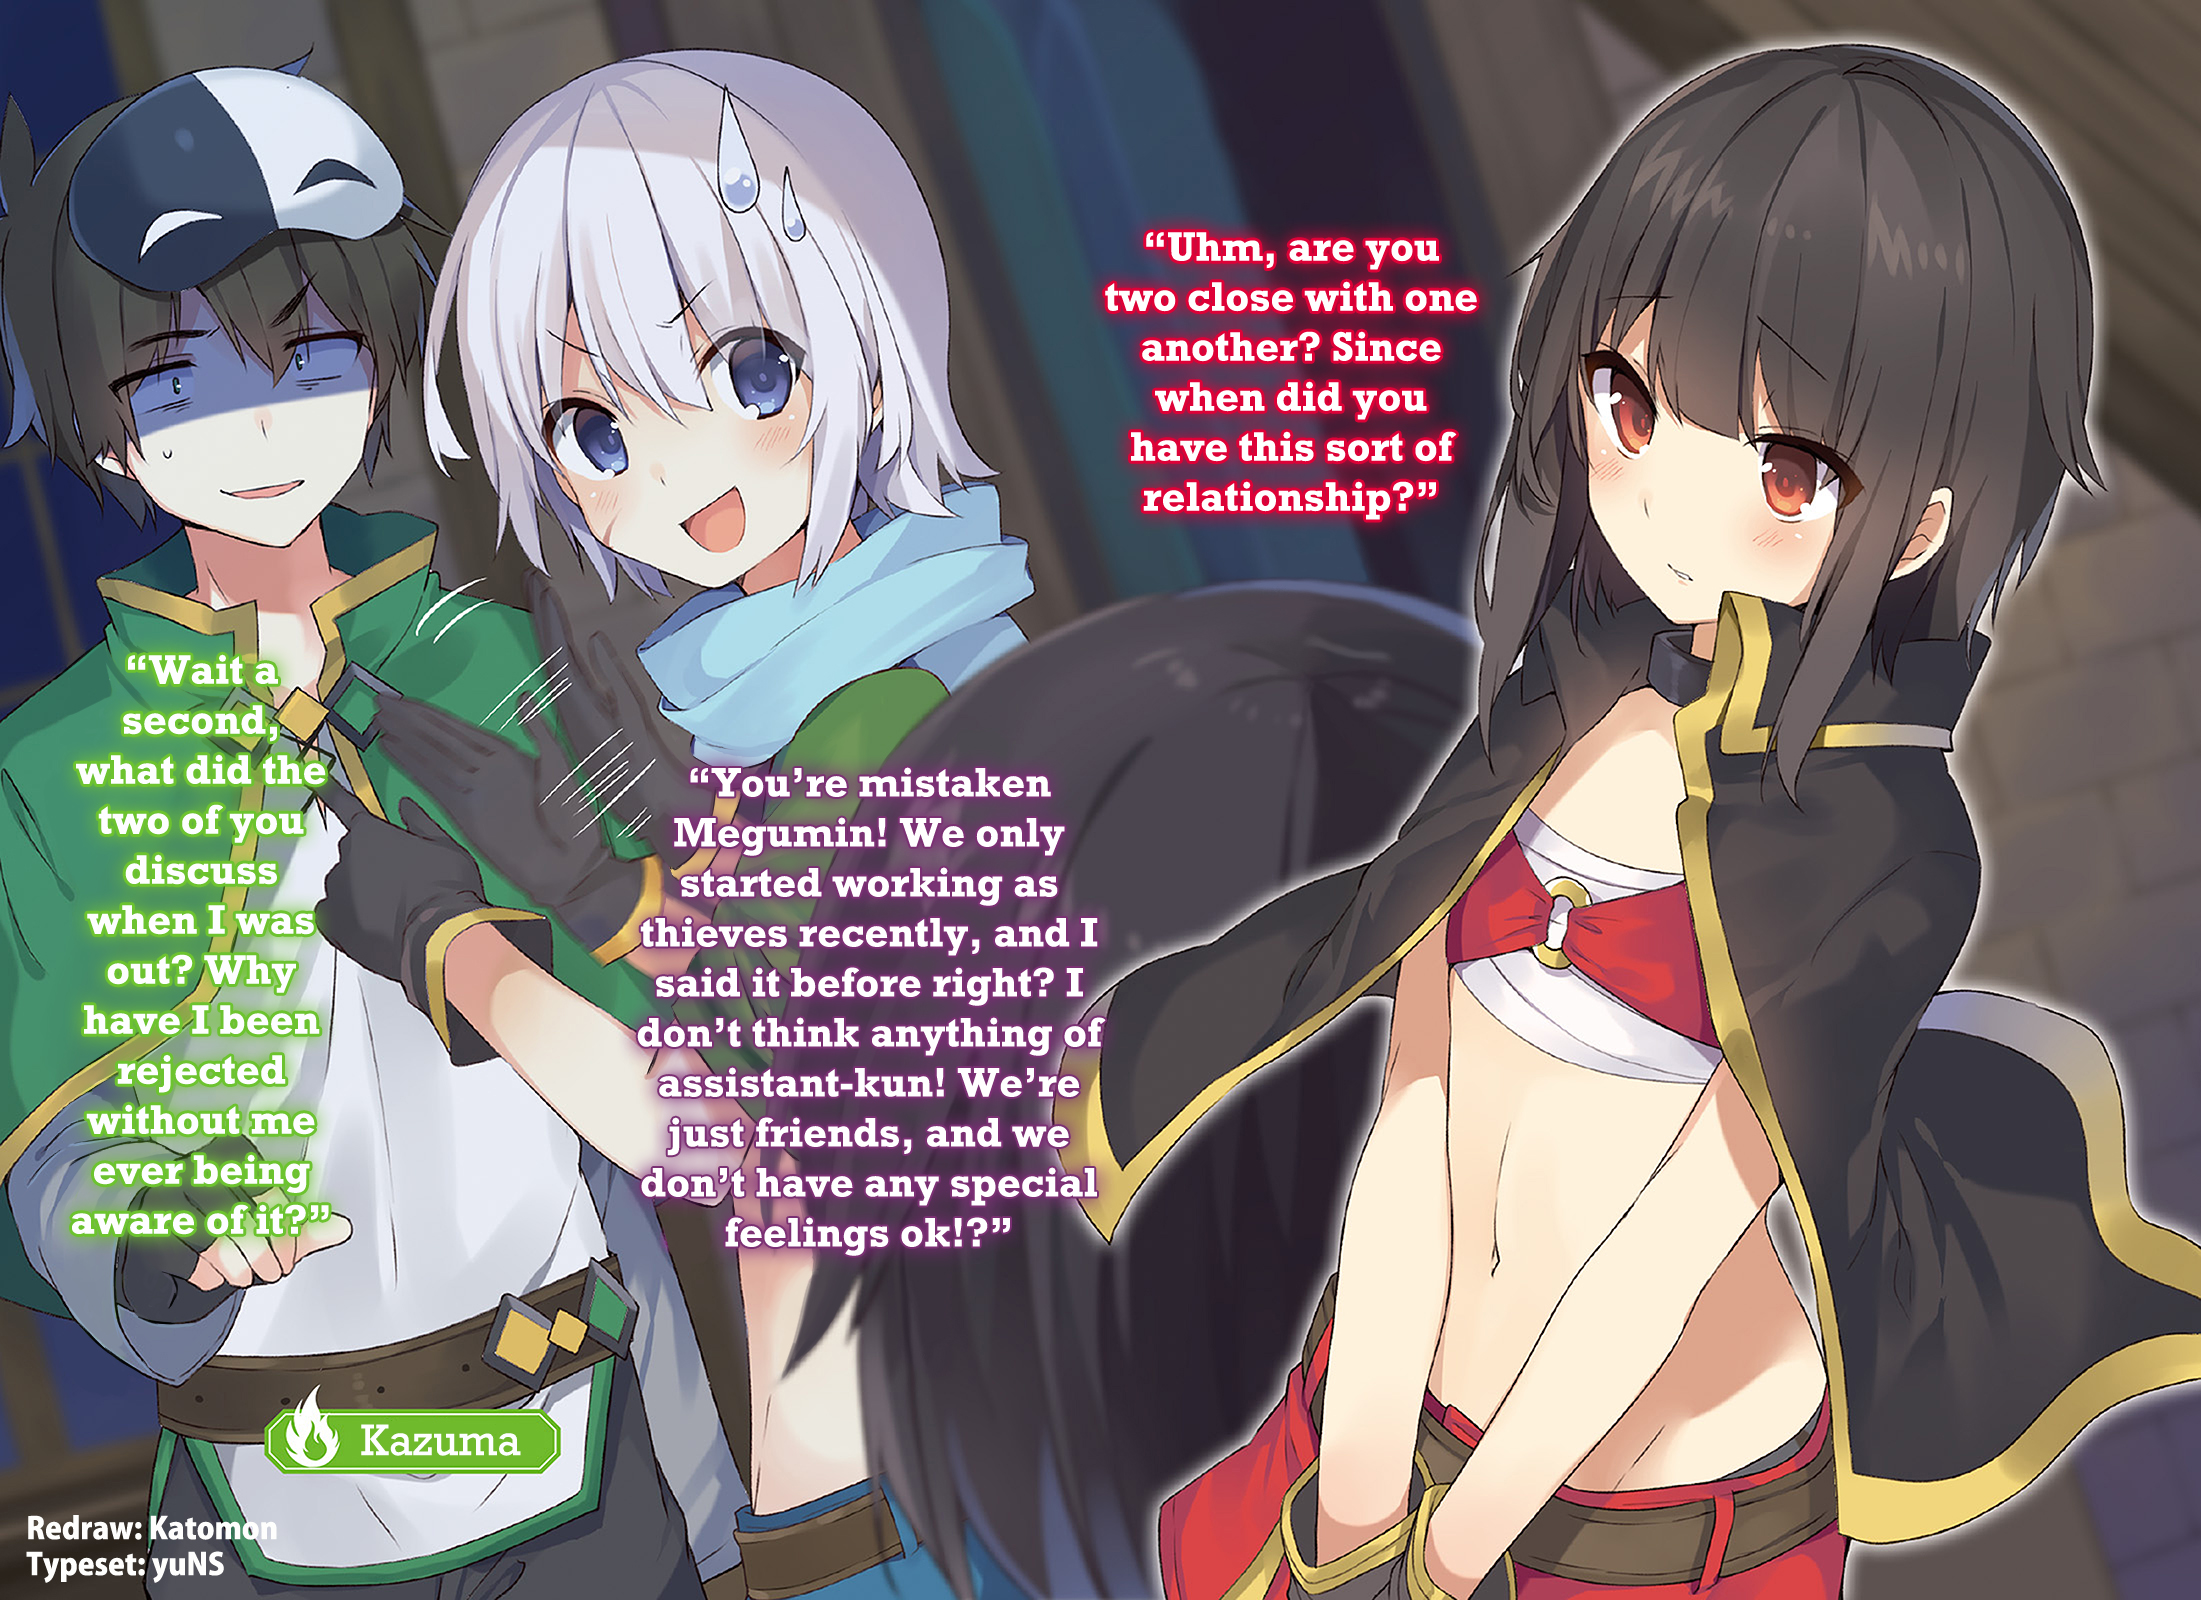 “Uhm, are you
two close with one
another? Since
when did you
have this sort of
relationship?”
“You’re mistaken
Megumin! We only
started working as
thieves recently, and I
said it before right? I
don’t think anything of
assistant-kun! We’re
just friends, and we
don’t have any special
feelings ok!?”
“Wait a
second,
what did the
two of you
discuss
when I was
out? Why
have I been
rejected
without me
ever being
aware of it?”
Kazuma
Redraw: Katomon
Typeset: yuNS